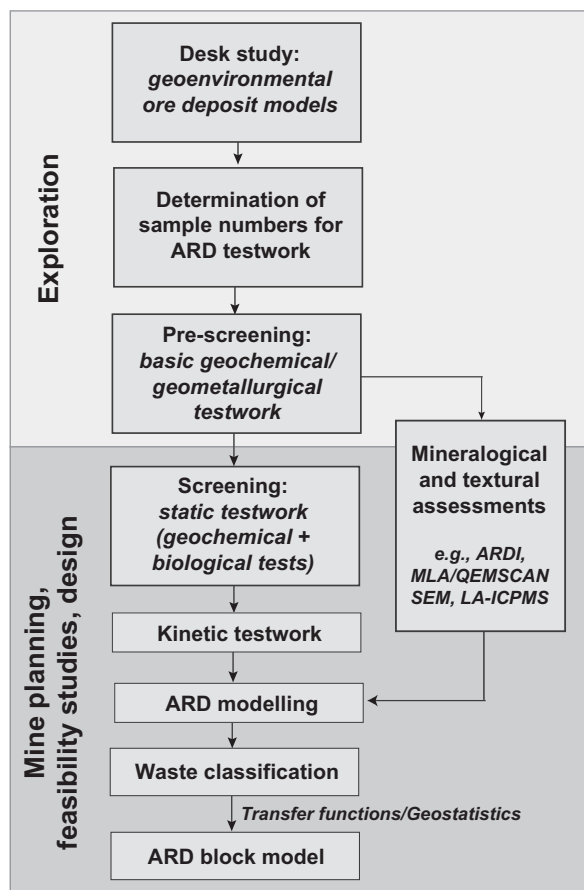 Exploration
Desk study:
geoenvironmental
ore deposit models
Determination of
sample numbers for
ARD testwork
Pre-screening:
basic geochemical/
geometallurgical
testwork
Mineralogical
and textural
assessments
e.g., ARDI,
MLA/QEMSCAN
SEM, LA-ICPMS
Mine planning,
feasibility studies, design
Screening:
static testwork
(geochemical +
biological tests)
Kinetic testwork
ARD modelling
Waste classification
Transfer functions/Geostatistics
ARD block model